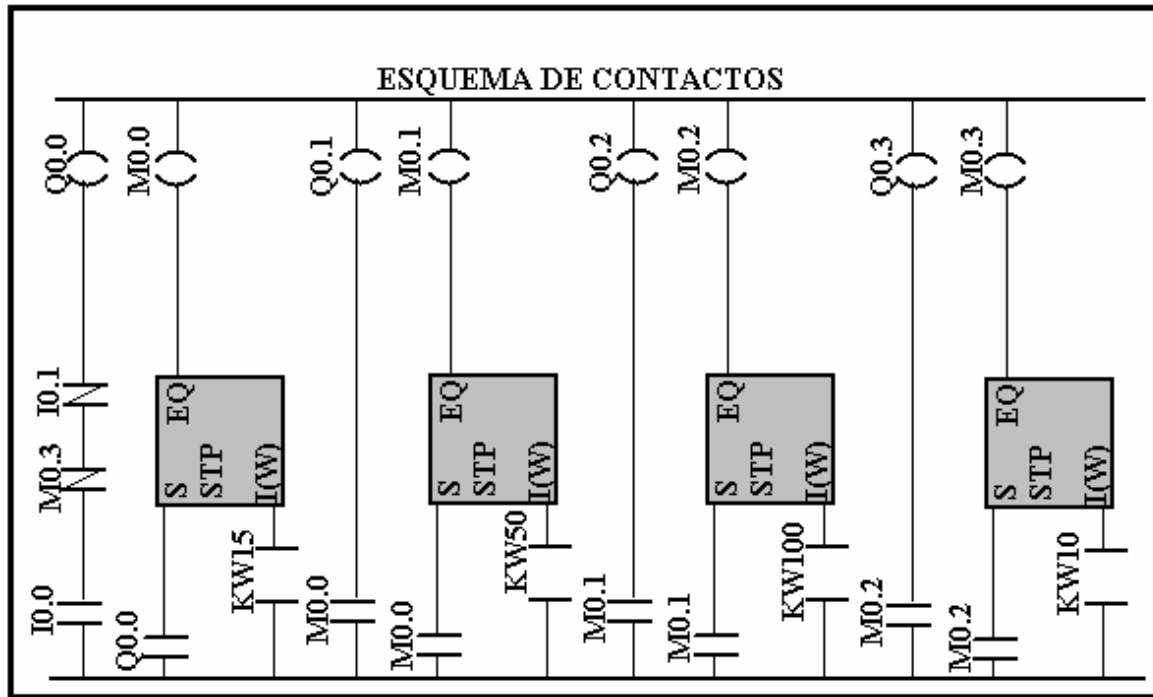 ESQUEMA DE CONTACTOS
I0.0 M0.3 I0.1 Q0.0
Q0.0 S EQ M0.0
STP
KW15 I(W)
M0.0 Q0.1
M0.0 S EQ M0.1
STP
KW50 I(W)
M0.1 Q0.2
M0.1 S EQ M0.2
STP
KW100 I(W)
M0.2 Q0.3
M0.2 S EQ M0.3
STP
KW10 I(W)